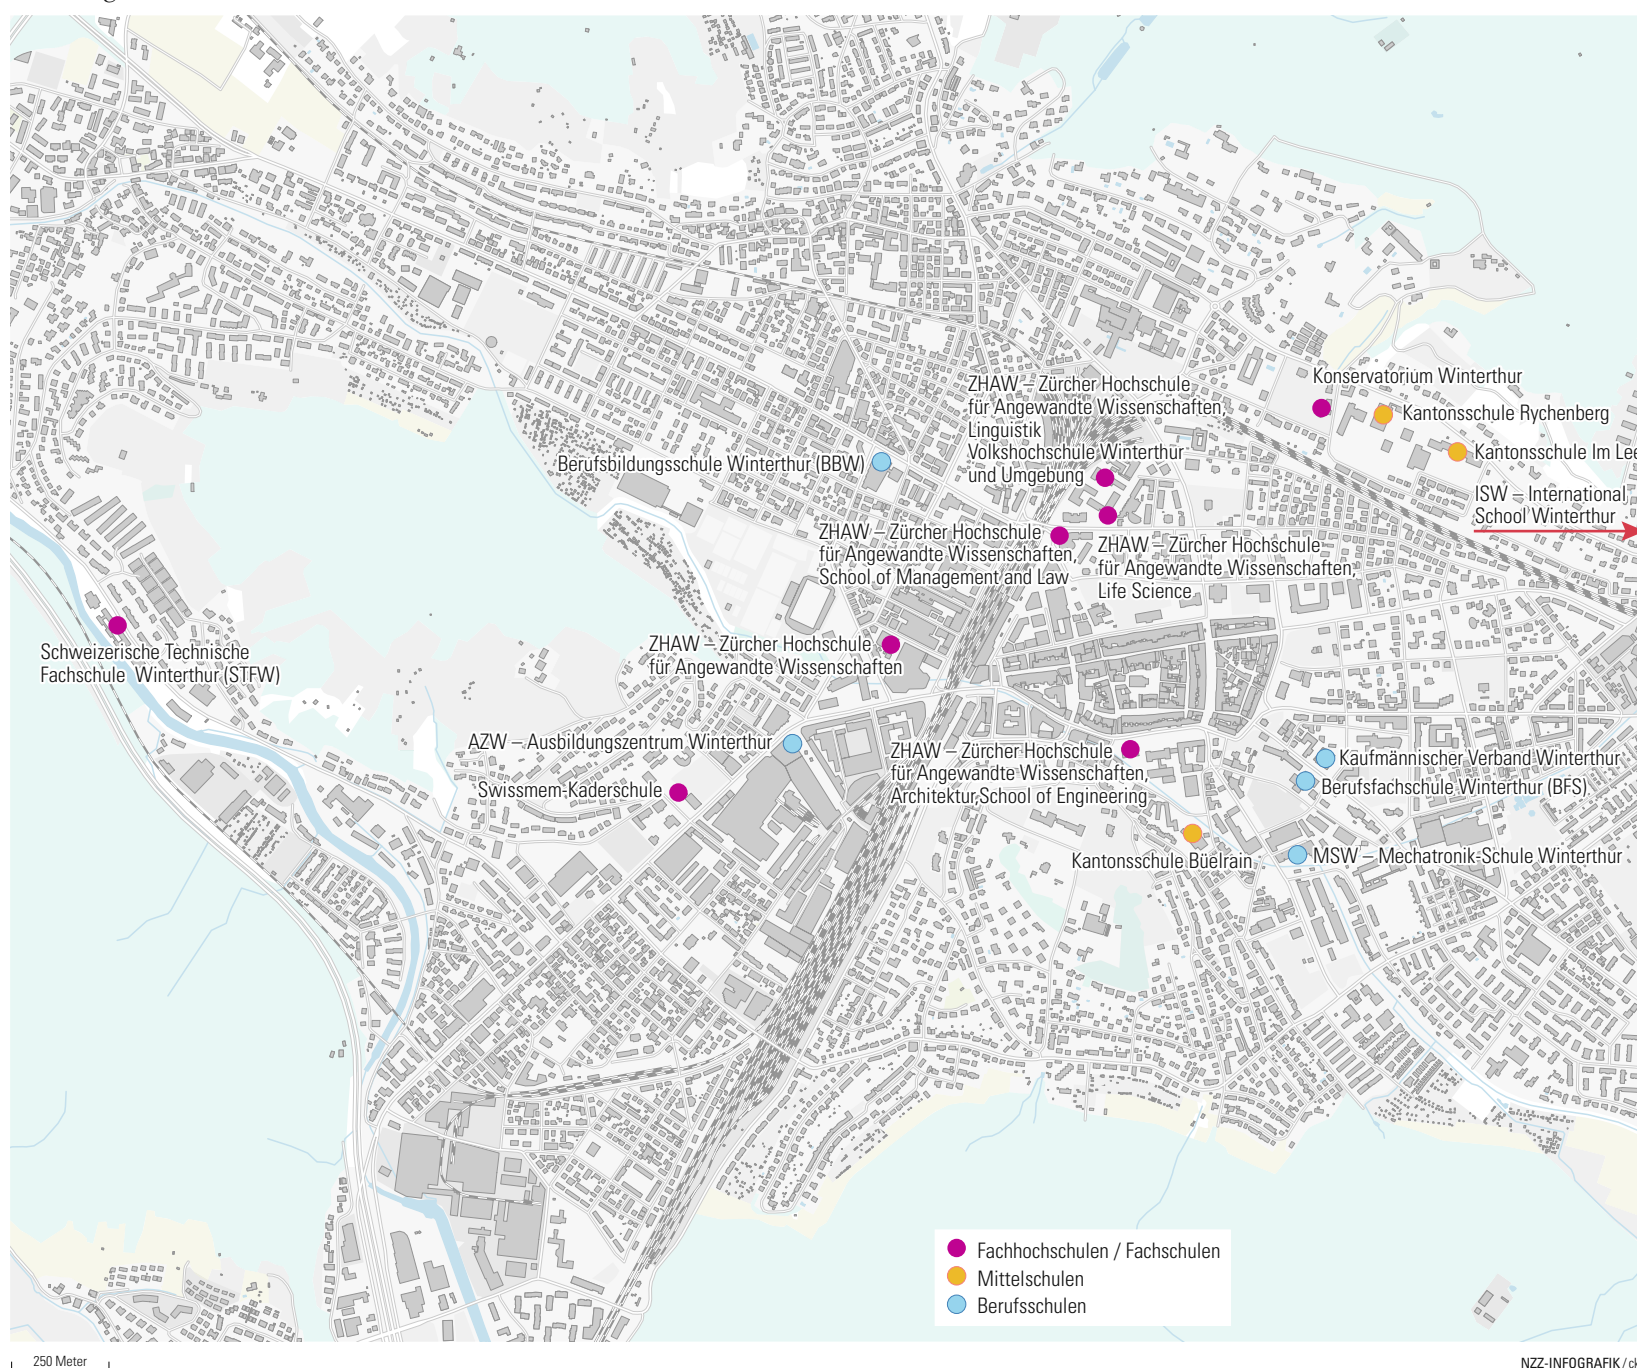 ZHAW – Zürcher Hochschule
für Angewandte Wissenschaften,
Linguistik
Volkshochschule Winterthur
und Umgebung
Konservatorium Winterthur
Kantonsschule Rychenberg
Kantonsschule Im Lee
Berufsbildungsschule Winterthur (BBW)
ISW – International
School Winterthur
ZHAW – Zürcher Hochschule
für Angewandte Wissenschaften,
School of Management and Law
ZHAW – Zürcher Hochschule
für Angewandte Wissenschaften,
Life Science
Schweizerische Technische
Fachschule Winterthur (STFW)
ZHAW – Zürcher Hochschule
für Angewandte Wissenschaften
AZW – Ausbildungszentrum Winterthur
Swissmem-Kaderschule
ZHAW – Zürcher Hochschule
für Angewandte Wissenschaften,
Architektur,School of Engineering
Kaufmännischer Verband Winterthur
Berufsfachschule Winterthur (BFS)
MSW – Mechatronik-Schule Winterthur
Kantonsschule Büelrain
Fachhochschulen / Fachschulen
Mittelschulen
Berufsschulen
250 Meter
NZZ-INFOGRAFIK /